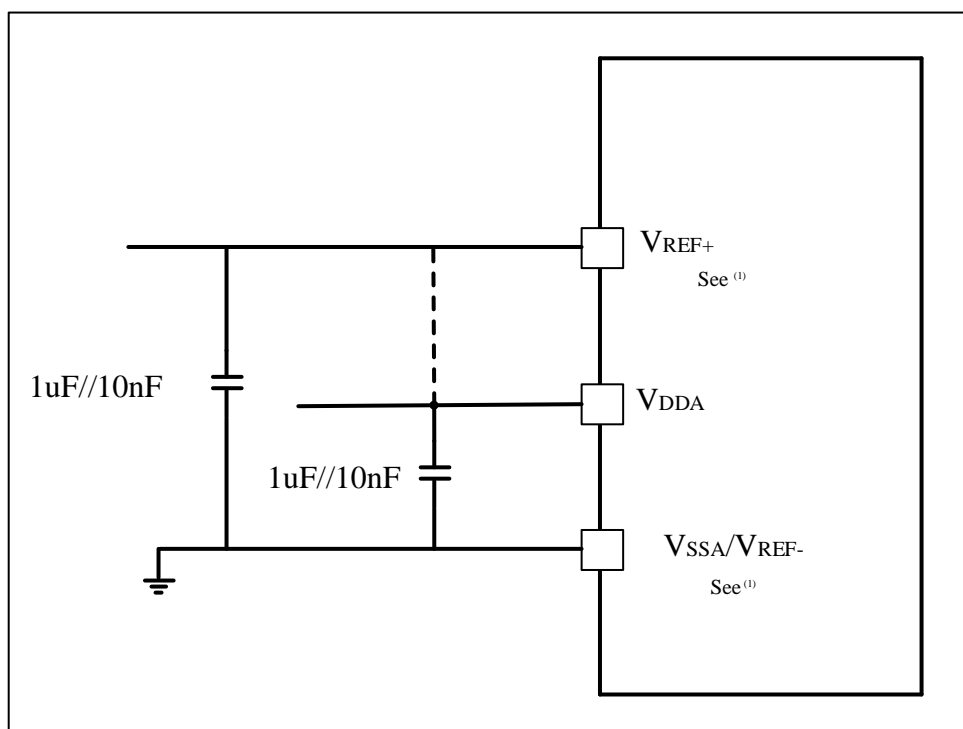 VREF+
See (1)
1uF//10nF
VDDA
1uF//10nF
VSSA/VREF-
See (1)